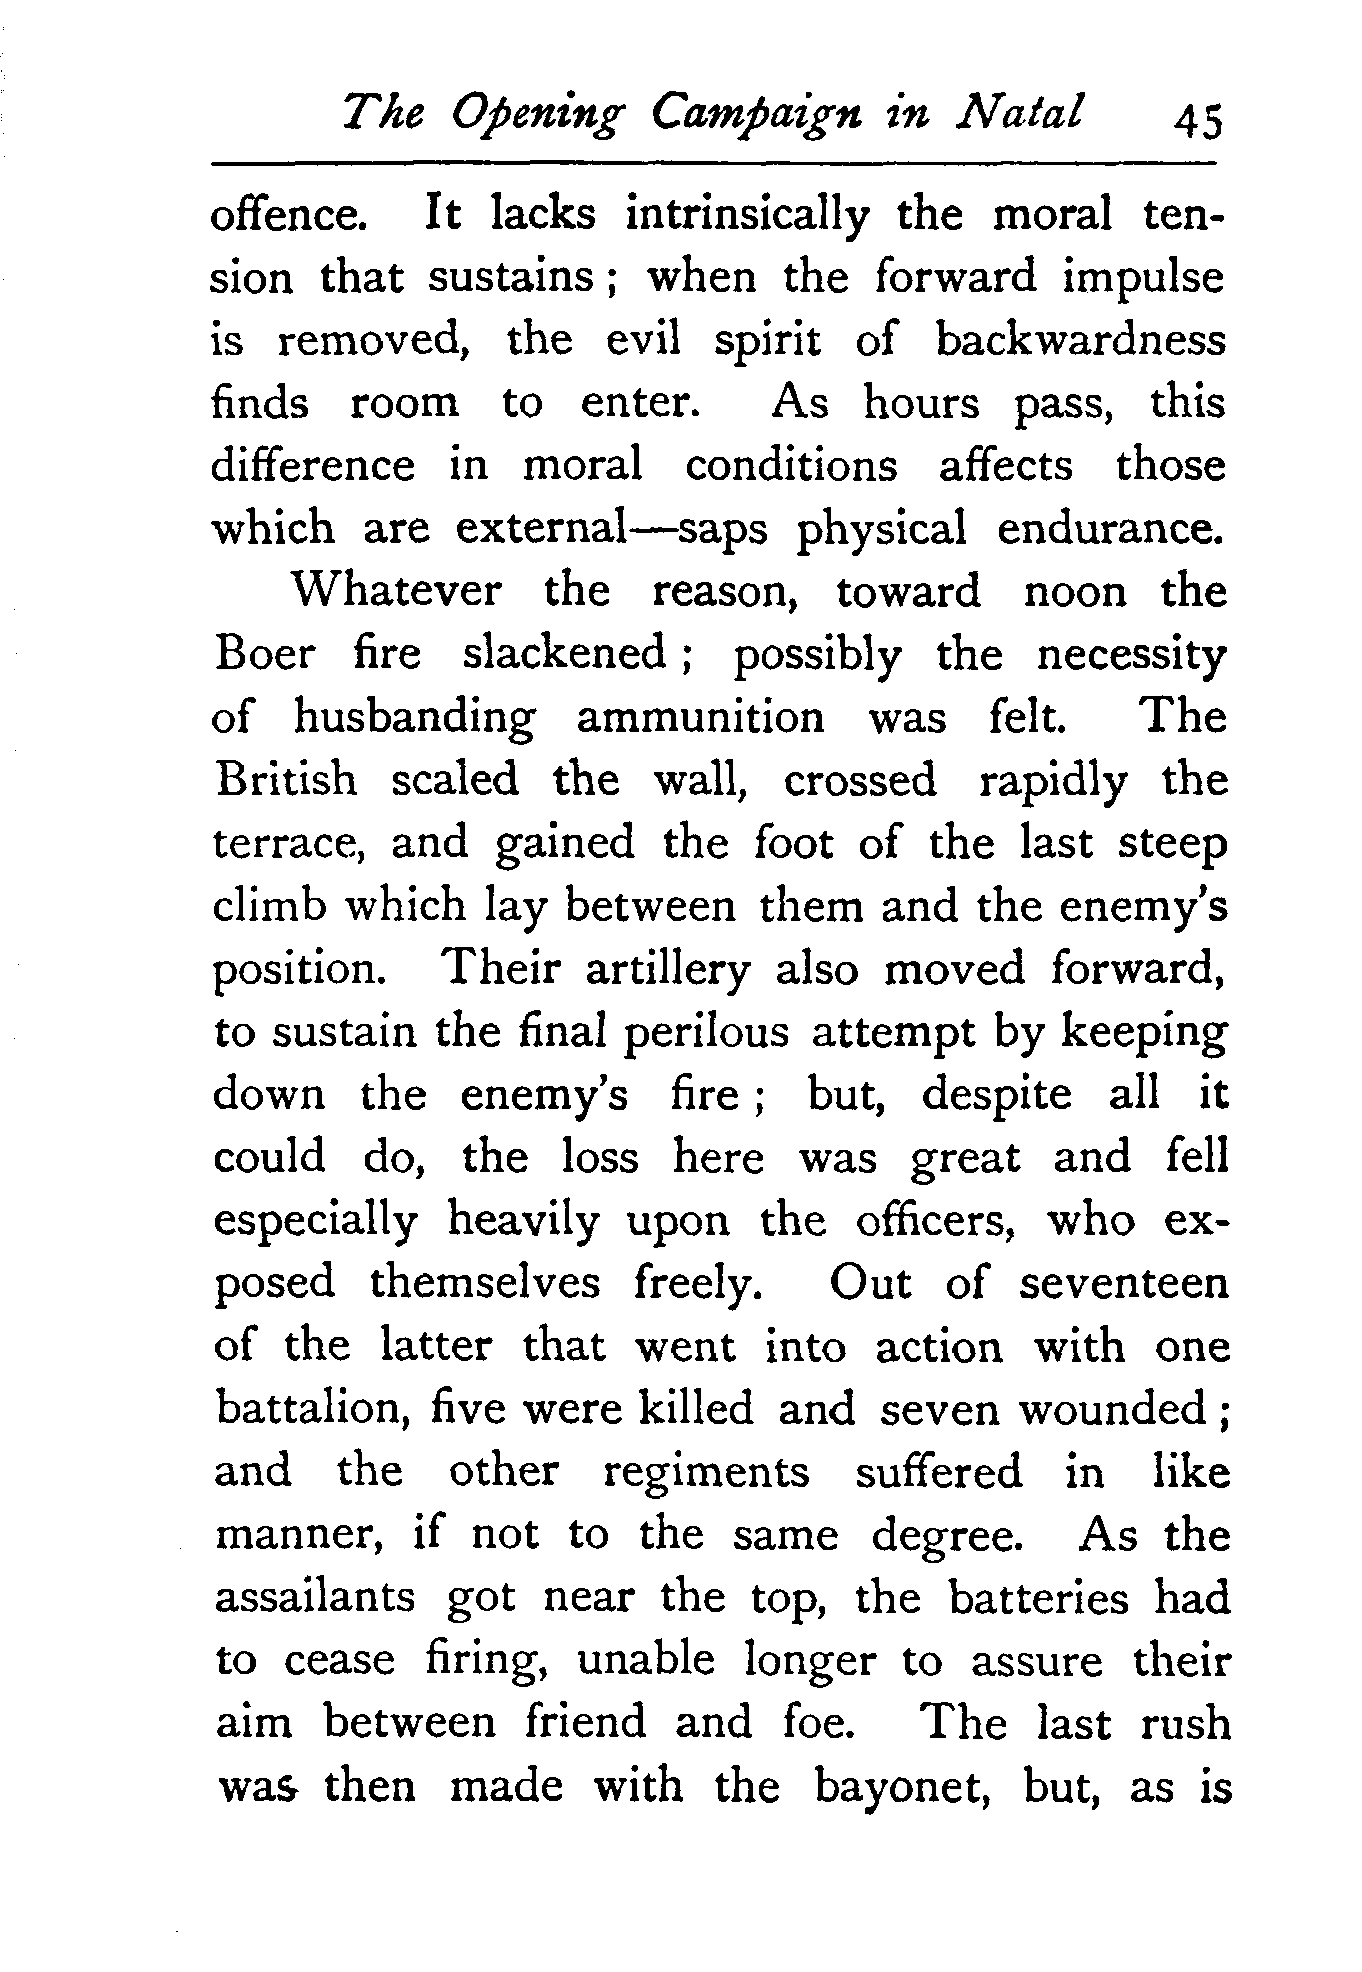 The Opening Campaign in Natal 45
offence. It lacks intrinsically the moral ten-
sion that sustains ; when the forward impulse
is removed, the evil spirit of backwardness
finds room to enter. As hours pass, this
difference in moral conditions affects those
which are external—saps physical endurance.
Whatever the reason, toward noon the
Boer fire slackened ; possibly the necessity
of husbanding ammunition was felt. The
British scaled the wall, crossed rapidly the
terrace, and gained the foot of the last steep
climb which lay between them and the enemy's
position. Their artillery also moved forward,
to sustain the final perilous attempt by keeping
down the enemy's fire ; but, despite all it
could do, the loss here was great and fell
especially heavily upon the officers, who ex-
posed themselves freely. Out of seventeen
of the latter that went into action with one
battalion, five were killed and seven wounded ;
and the other regiments suffered in like
manner, if not to the same degree. As the
assailants got near the top, the batteries had
to cease firing, unable longer to assure their
aim between friend and foe. The last rush
was then made with the bayonet, but, as is